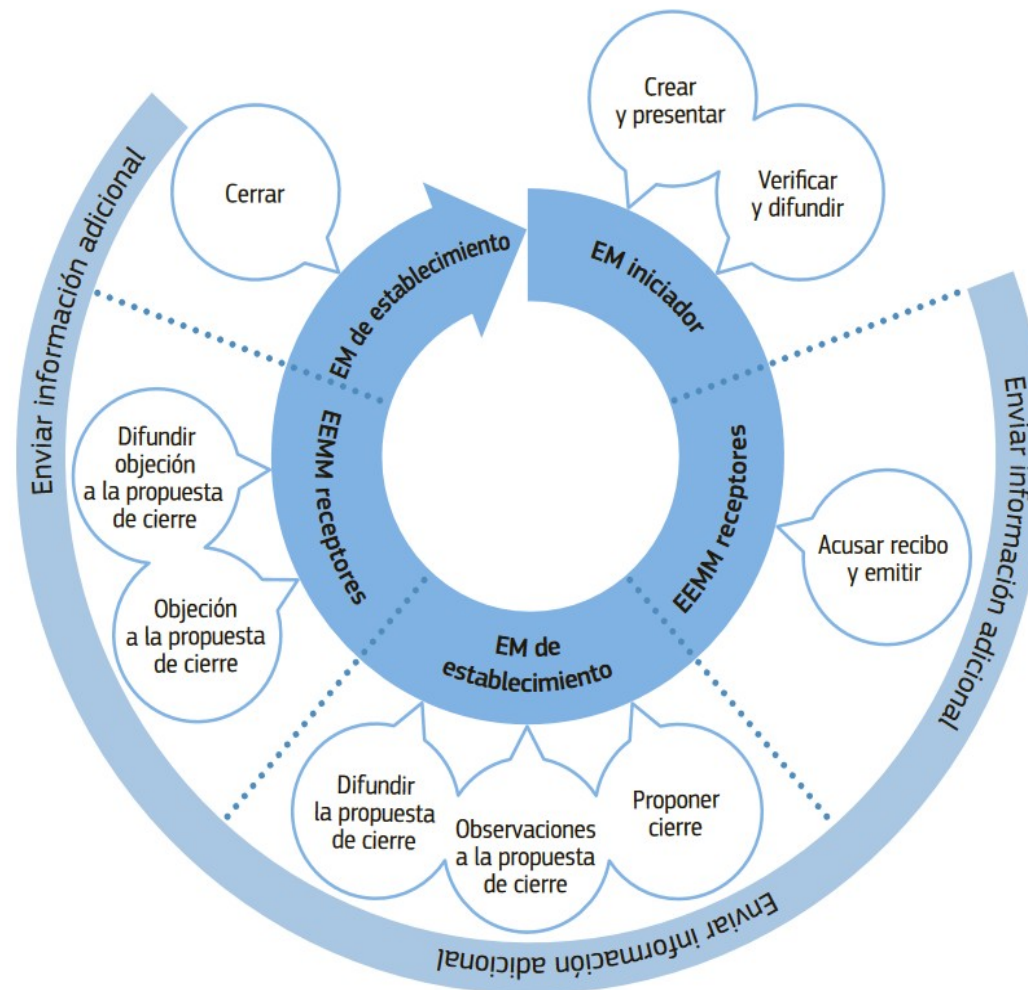 Crear
y presentar
Verificar
y difundir
EM iniciador
EEMM receptores
Acusar recibo
y emitir
Enviar información adicional
EM de
establecimiento
Proponer
cierre
Observaciones
a la propuesta
de cierre
Difundir
la propuesta
de cierre
Enviar información adicional
EEMM receptores
Objeción
a la propuesta
de cierre
Difundir
objeción
a la propuesta
de cierre
EM de establecimiento
Cerrar
Enviar información adicional